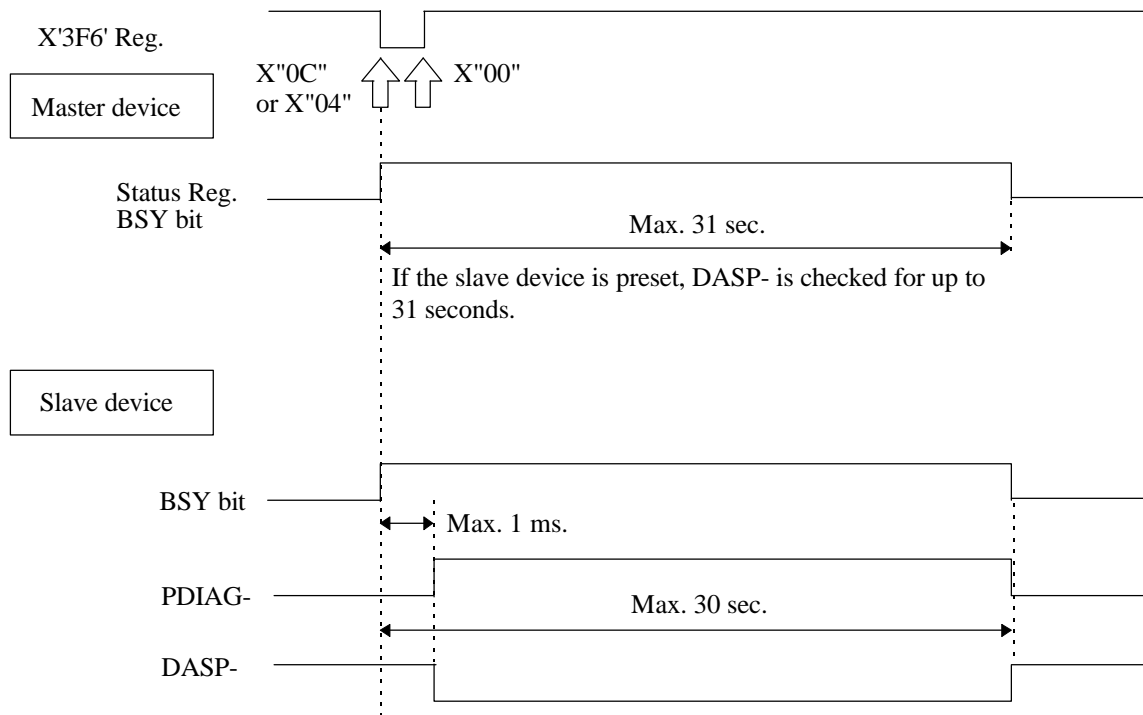 X'3F6' Reg.
X"0C"
or X"04"
X"00"
Master device
Status Reg.
BSY bit
Max. 31 sec.
If the slave device is preset, DASP- is checked for up to
31 seconds.
Slave device
BSY bit
Max. 1 ms.
PDIAG-
Max. 30 sec.
DASP-